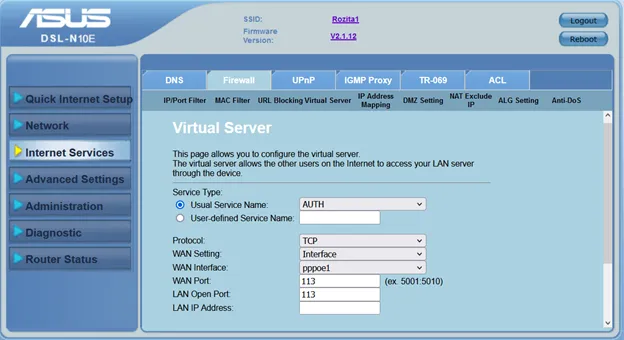 ASUS
DSL-N10E
SSID: Rozita1
Firmware
Version: V2.1.12
Logout
Reboot
DNS Firewall UPnP IGMP Proxy TR-069 ACL
IP/Port Filter MAC Filter URL Blocking Virtual Server IP Address Mapping DMZ Setting NAT Exclude IP ALG Setting Anti-DoS
Quick Internet Setup
Network
Internet Services
Advanced Settings
Administration
Diagnostic
Router Status
Virtual Server
This page allows you to configure the virtual server.
The virtual server allows the other users on the Internet to access your LAN server
through the device.
Service Type:
Usual Service Name: AUTH
User-defined Service Name:
Protocol: TCP
WAN Setting: Interface
WAN Interface: pppoe1
WAN Port: 113 (ex. 5001:5010)
LAN Open Port: 113
LAN IP Address: